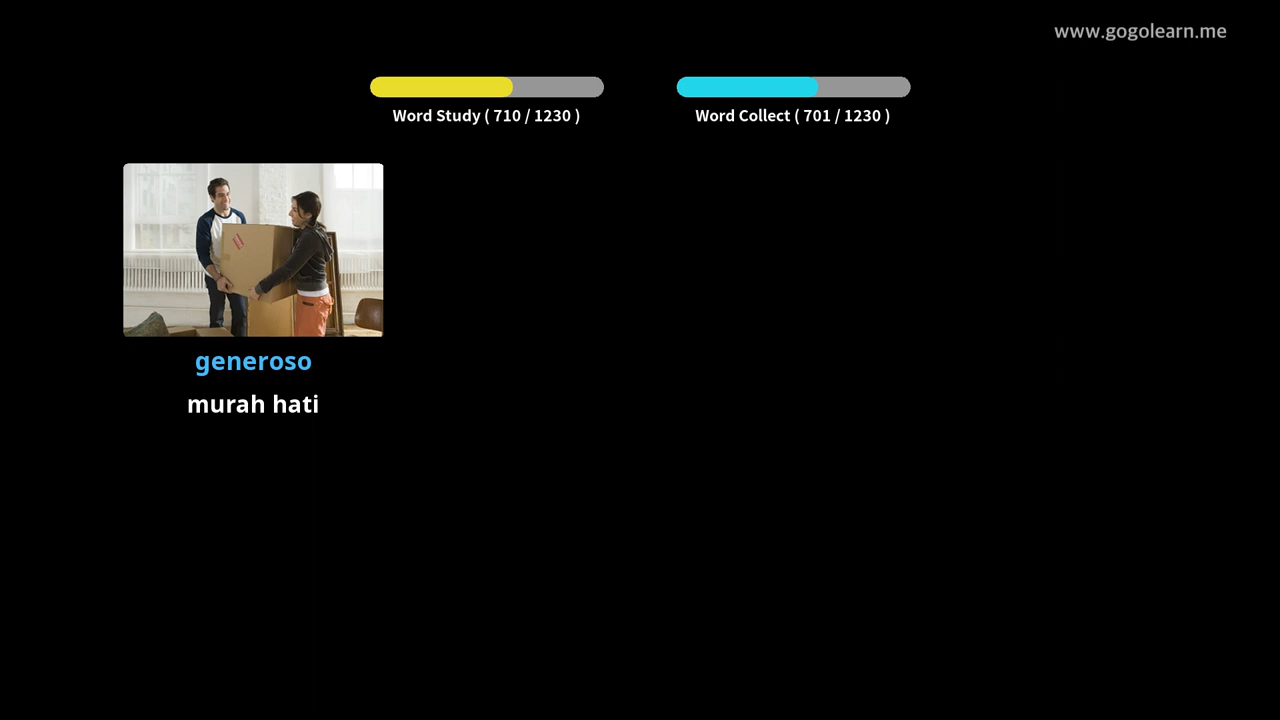 www.gogolearn.me
Word Study ( 710 / 1230 )
Word Collect ( 701 / 1230 )
generoso
murah hati